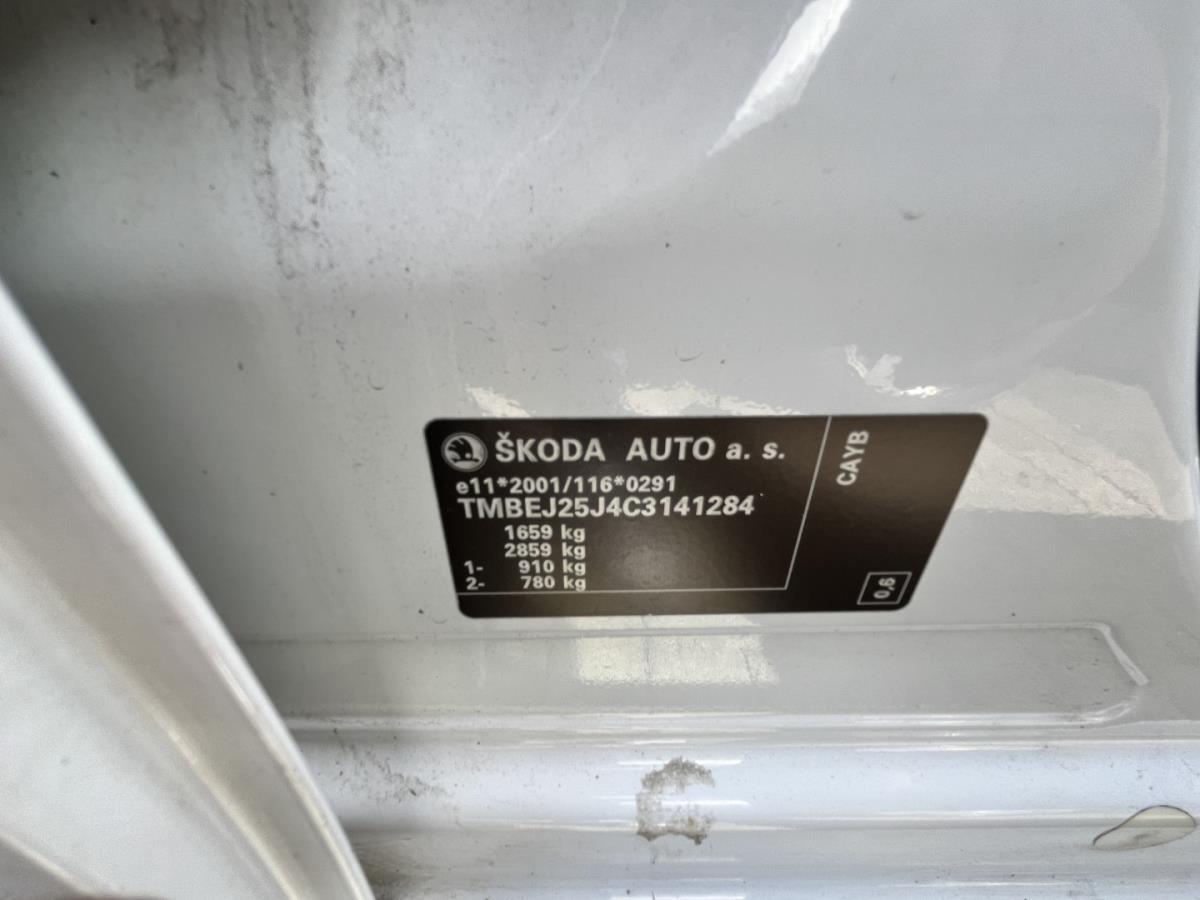 ŠKODA AUTO a. s.
e11*2001/116*0291
TMBEJ25J4C3141284
1659 kg
2859 kg
1- 910 kg
2- 780 kg
CAYB
0,6